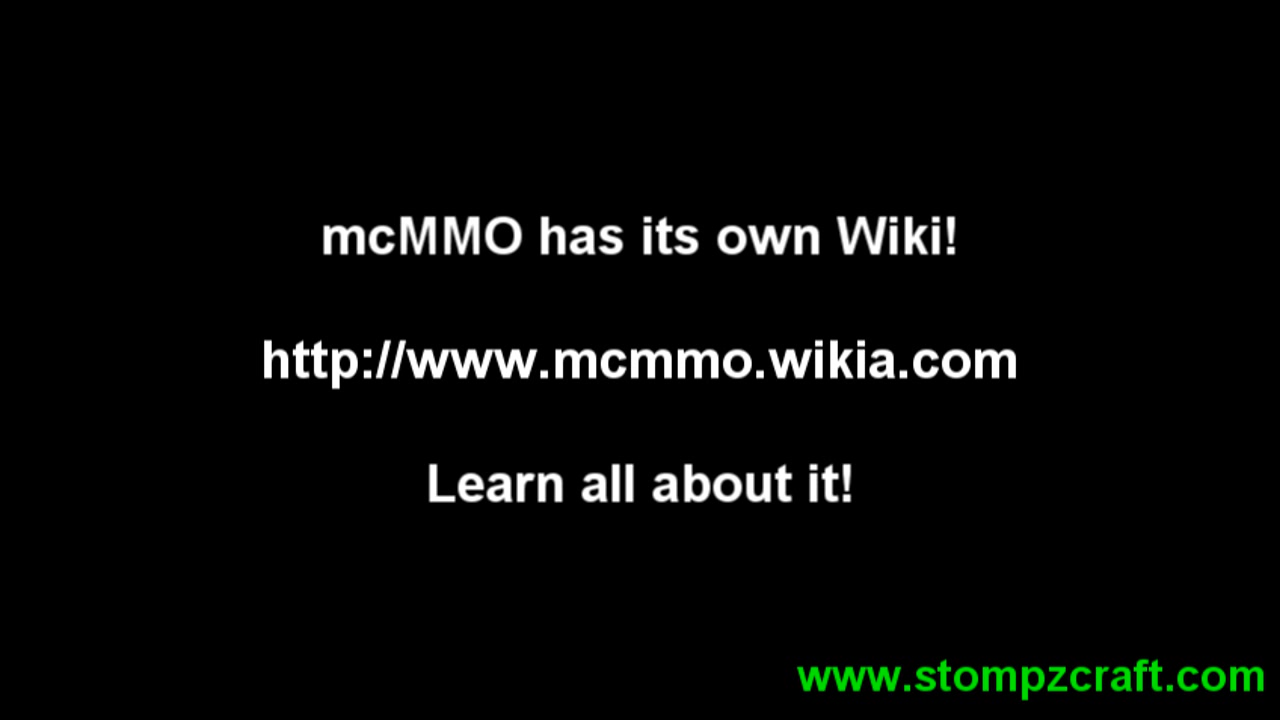 mcMMO has its own Wiki!
http://www.mcmmo.wikia.com
Learn all about it!
www.stompzcraft.com